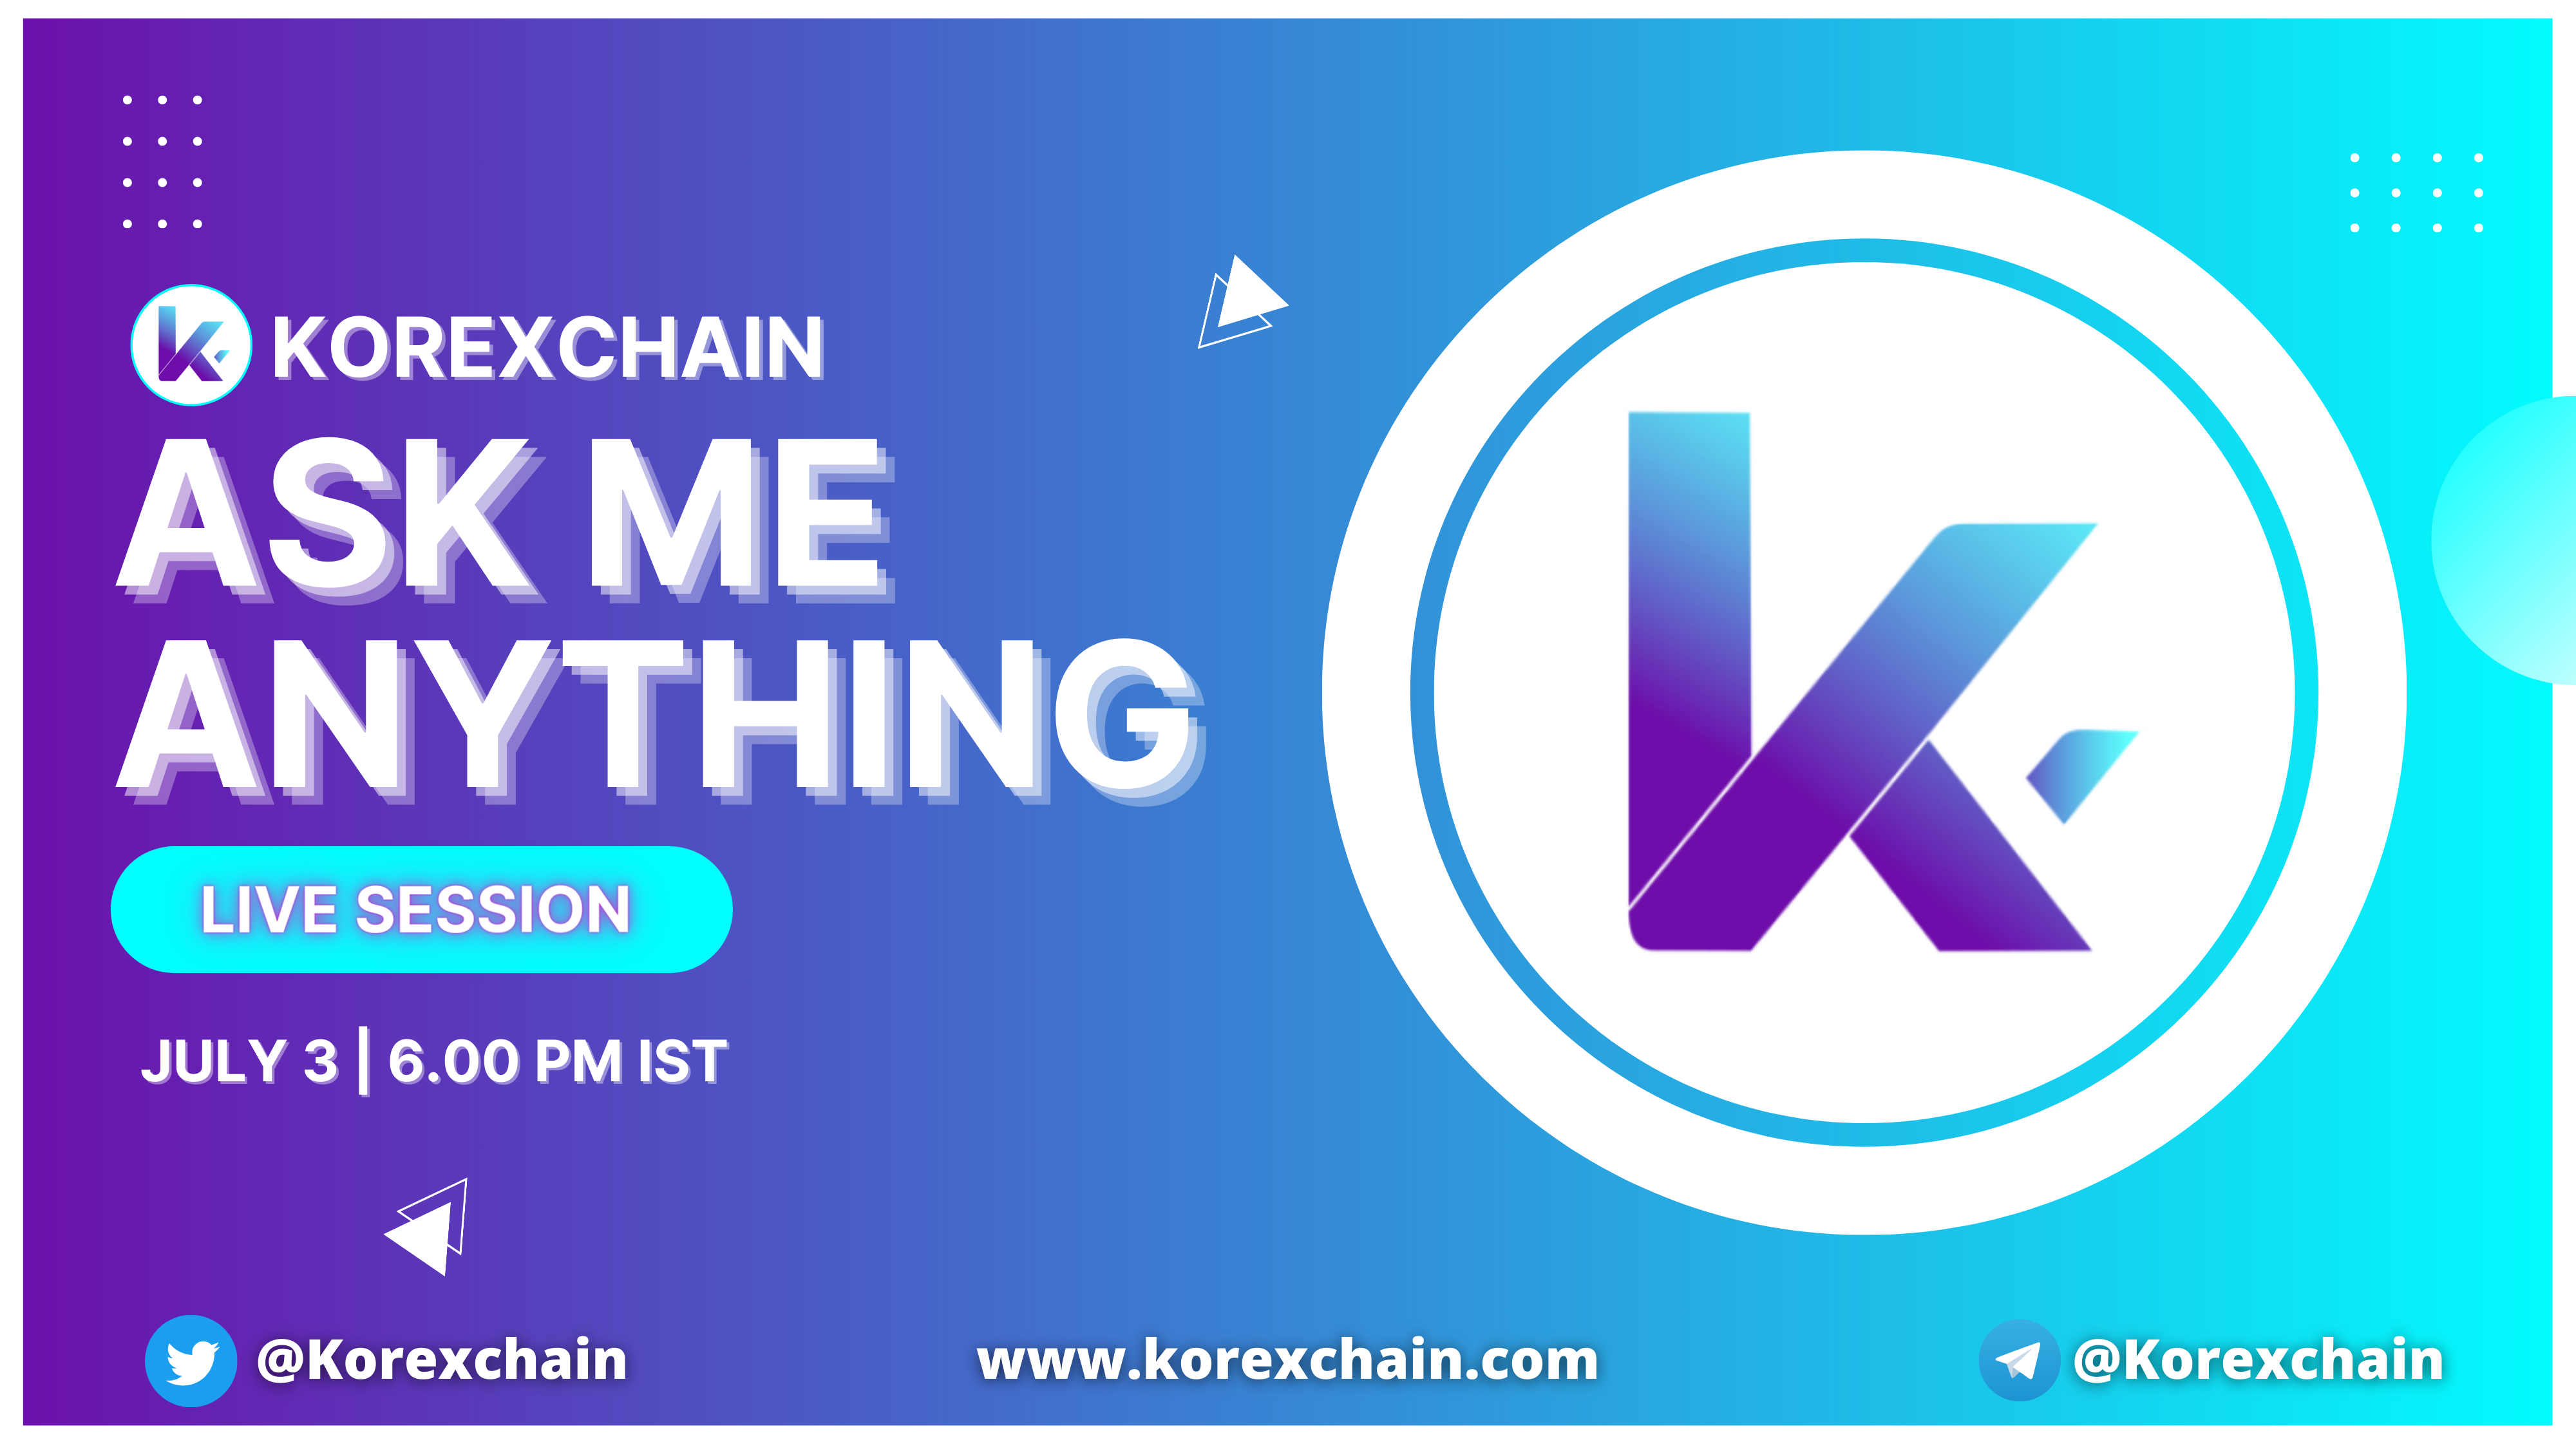 KOREXCHAIN
ASK ME
ANYTHING
LIVE SESSION
JULY 3 | 6.00 PM IST
@Korexchain
www.korexchain.com
@Korexchain